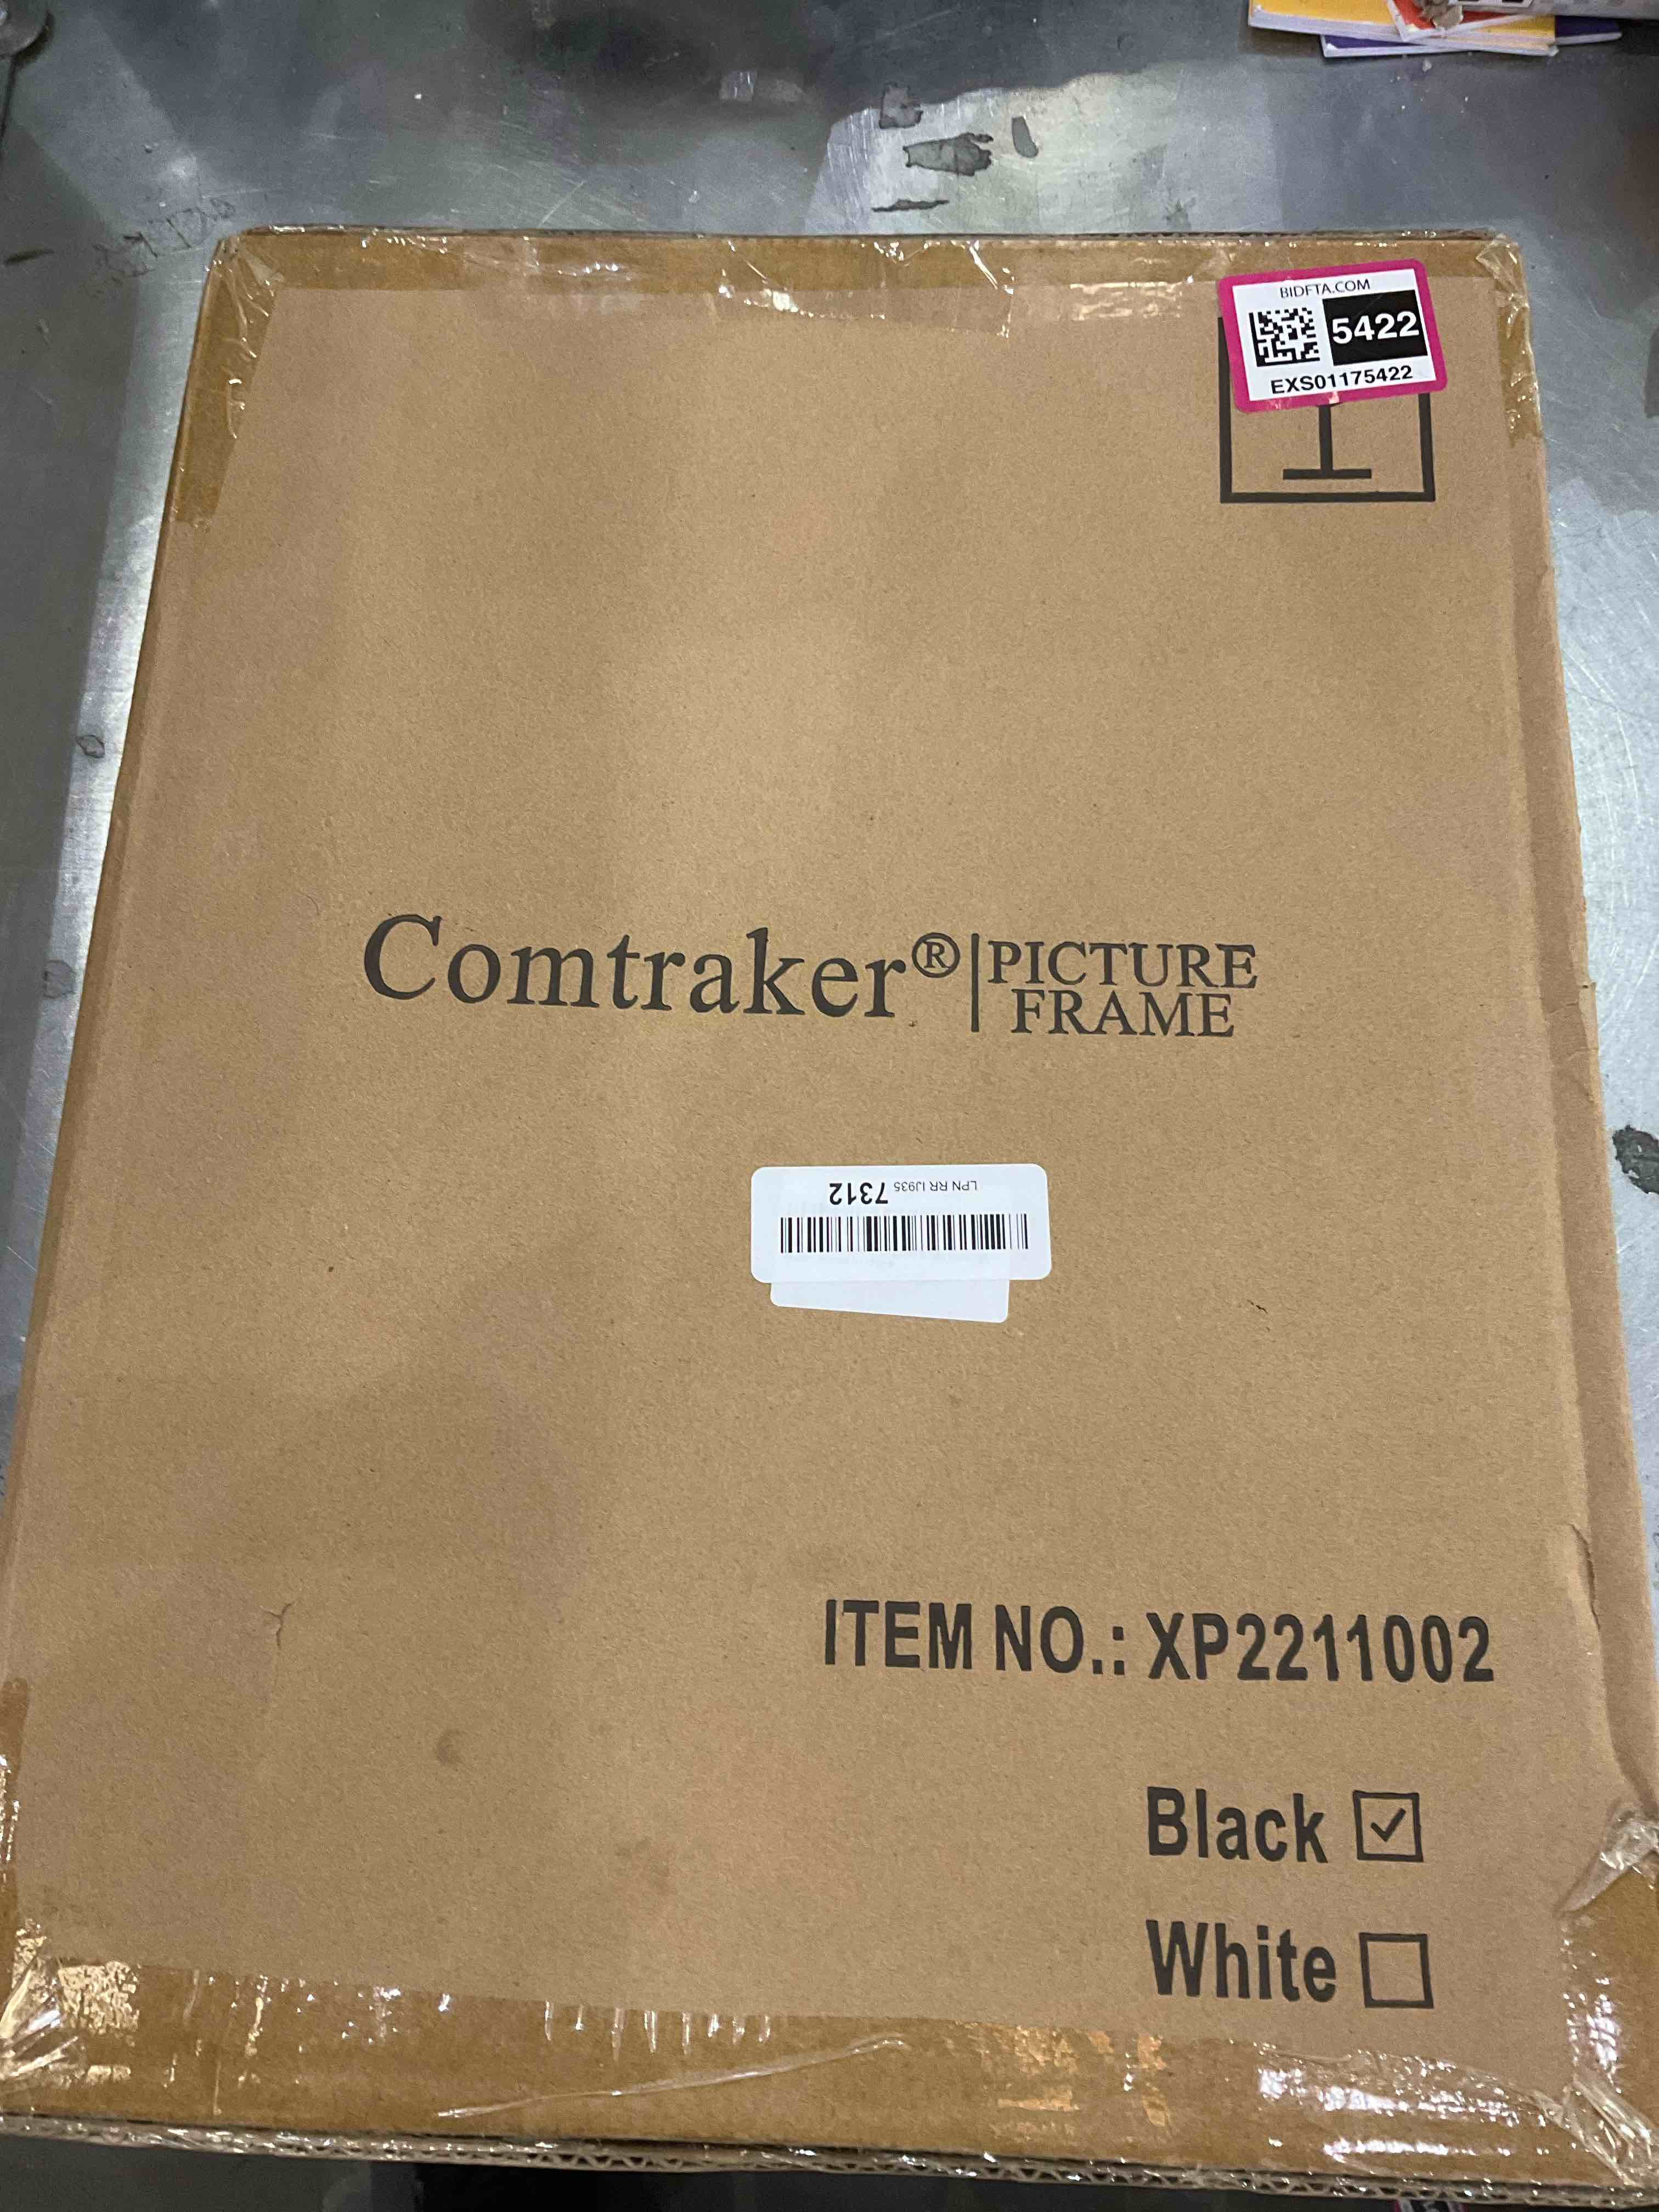 BIDFTA.COM
5422
EXS01175422
Comtraker®|PICTURE
FRAME
LPN RR IJ935 7312
ITEM NO.: XP2211002
Black
White